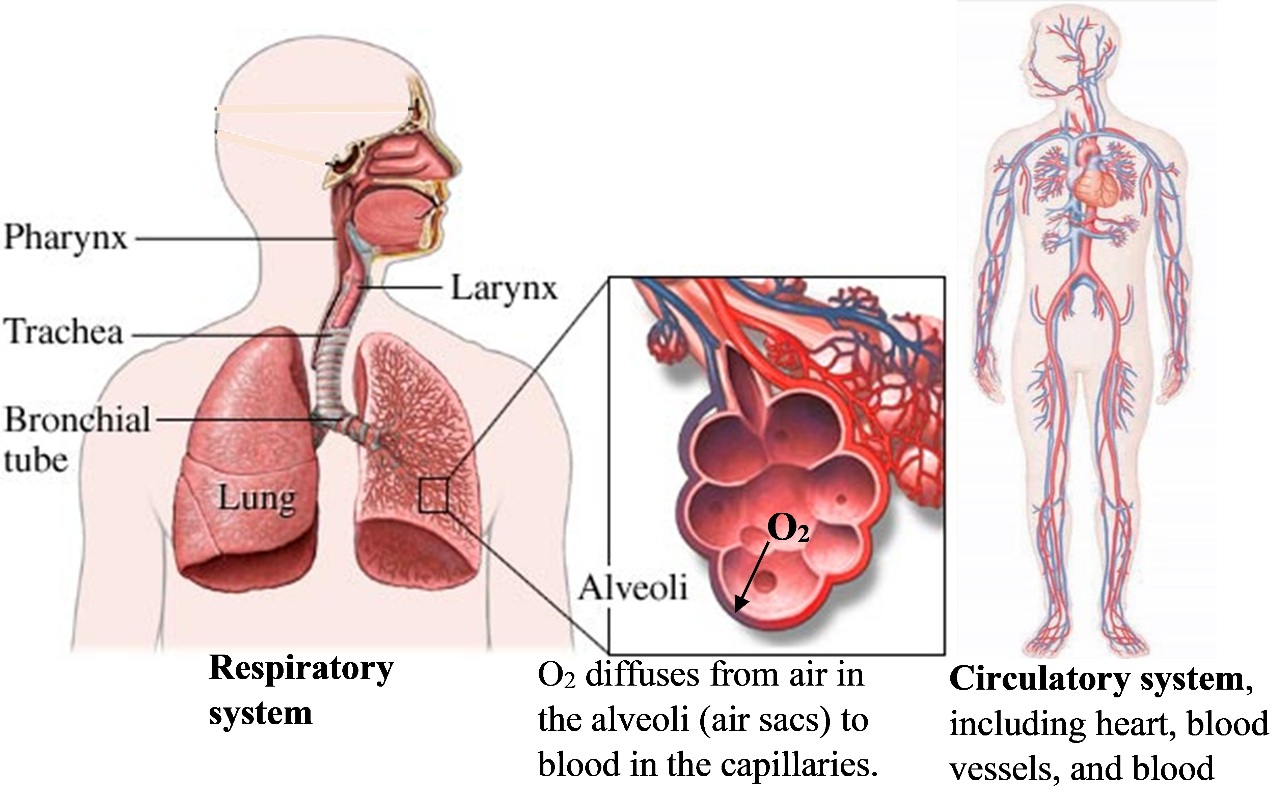 Pharynx
Larynx
Trachea
Bronchial
tube
Lung
O₂
Alveoli
Respiratory
system
O₂ diffuses from air in
the alveoli (air sacs) to
blood in the capillaries.
Circulatory system,
including heart, blood
vessels, and blood